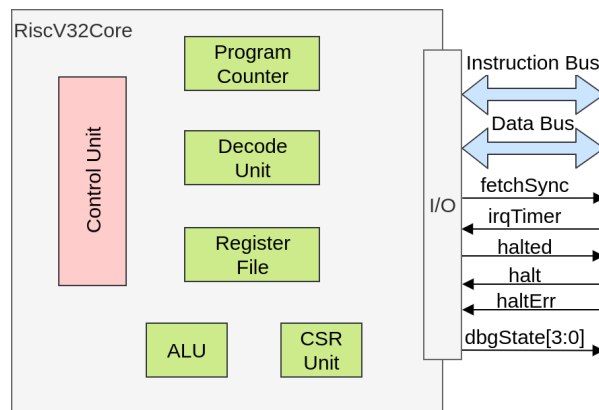 RiscV32Core
Program
Counter
Control Unit
Decode
Unit
Register
File
ALU
CSR
Unit
I/O
Instruction Bus
Data Bus
fetchSync
irqTimer
halted
halt
haltErr
dbgState[3:0]